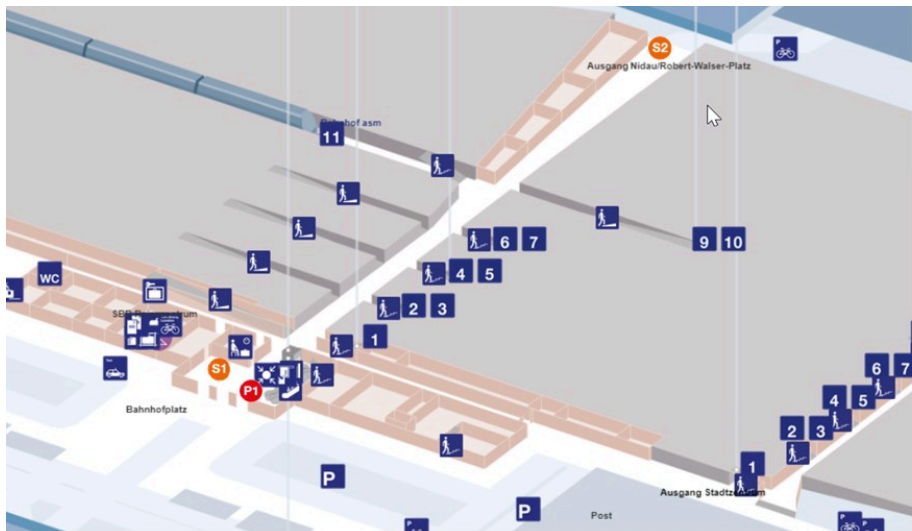 S2
P
Ausgang Nidau/Robert-Walser-Platz
Bahnhof asm
11
6 7
9 10
WC
4 5
2 3
1
S1
P1
Bahnhofplatz
6 7
4 5
2 3
1
P
Ausgang Stadtzentrum
P
Post
P
P